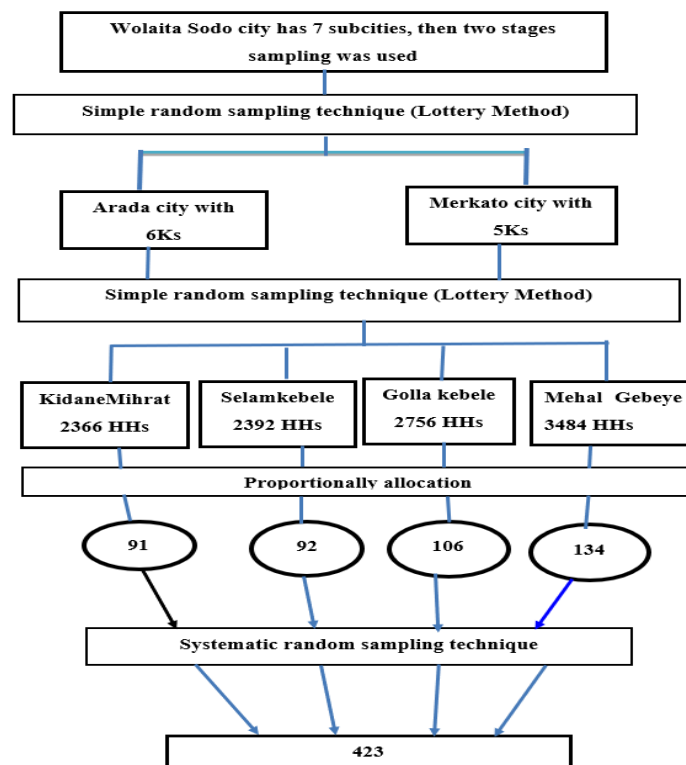 Wolaita Sodo city has 7 subcities, then two stages
sampling was used
Simple random sampling technique (Lottery Method)
Arada city with
6Ks
Merkato city with
5Ks
Simple random sampling technique (Lottery Method)
KidaneMihrat
2366 HHs
Selamkebele
2392 HHs
Golla kebele
2756 HHs
Mehal Gebeye
3484 HHs
Proportionally allocation
91
92
106
134
Systematic random sampling technique
423